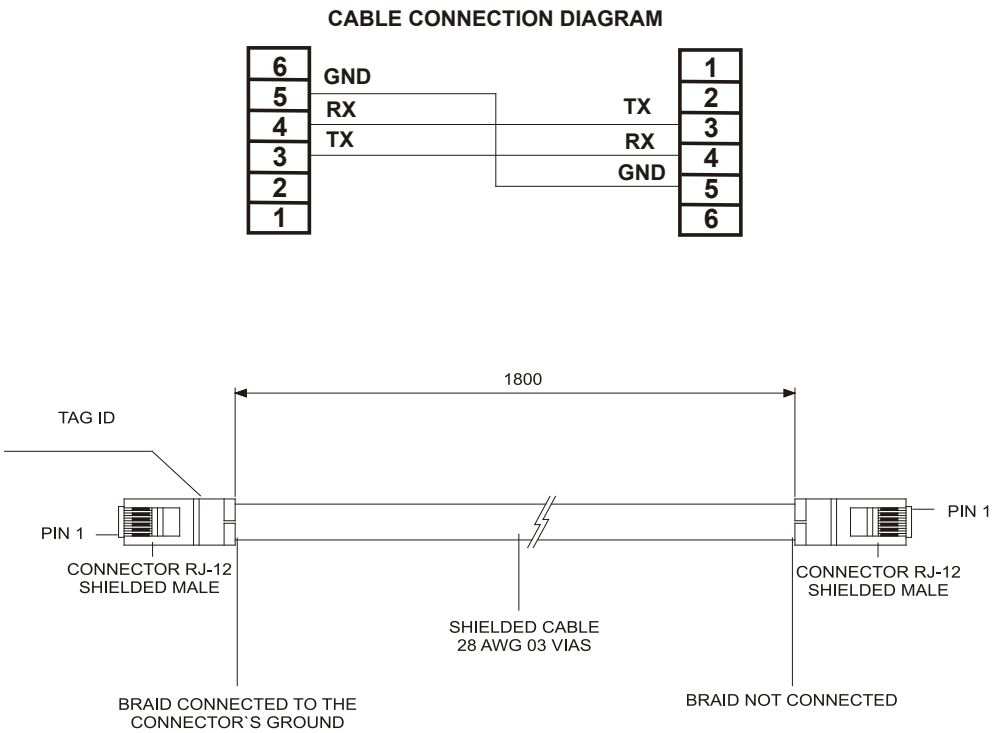 CABLE CONNECTION DIAGRAM
6
5
4
3
2
1
GND
RX
TX
TX
RX
GND
1
2
3
4
5
6
1800
TAG ID
PIN 1
PIN 1
CONNECTOR RJ-12
SHIELDED MALE
CONNECTOR RJ-12
SHIELDED MALE
SHIELDED CABLE
28 AWG 03 VIAS
BRAID CONNECTED TO THE
CONNECTOR`S GROUND
BRAID NOT CONNECTED